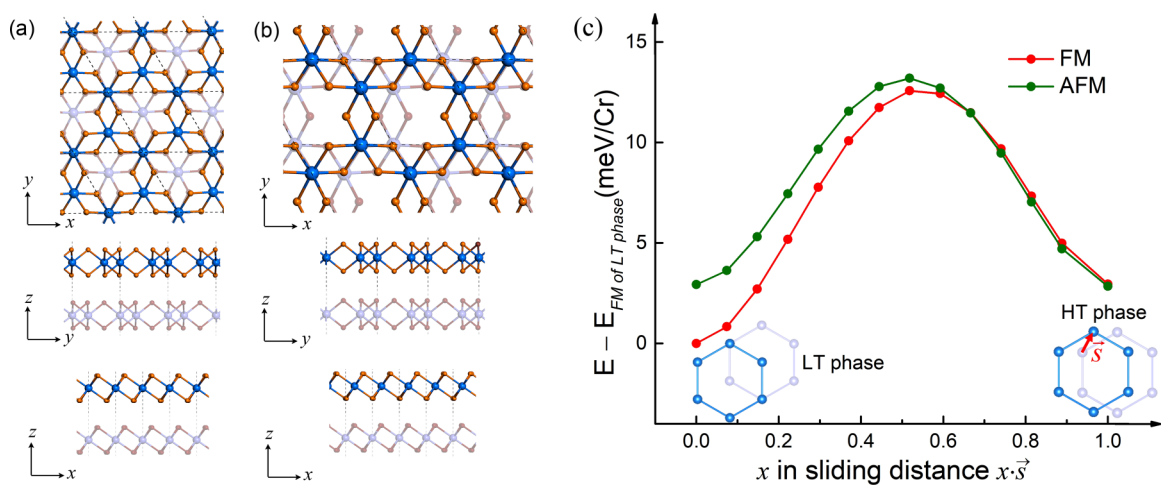 (a)
y
x
z
y
z
x
(b)
y
x
z
y
z
x
(c)
15
10
5
0
E − E_FM of LT phase (meV/Cr)
FM
AFM
LT phase
HT phase
s⃗
0.0 0.2 0.4 0.6 0.8 1.0
x in sliding distance x·s⃗